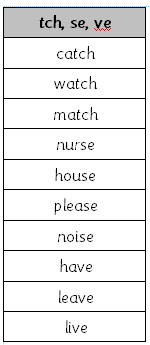 tch, se, ve
catch
watch
match
nurse
house
please
noise
have
leave
live